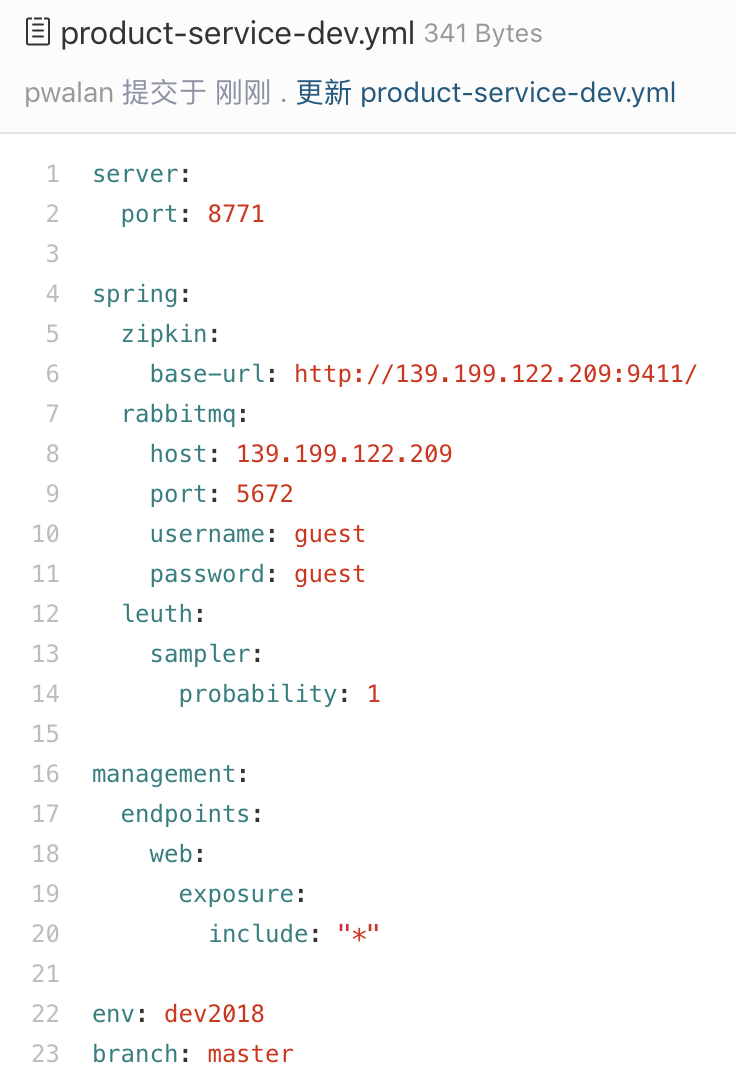 product-service-dev.yml 341 Bytes
pwalan 提交于 刚刚 . 更新 product-service-dev.yml
1 server:
2   port: 8771
3
4 spring:
5   zipkin:
6     base-url: http://139.199.122.209:9411/
7   rabbitmq:
8     host: 139.199.122.209
9     port: 5672
10     username: guest
11     password: guest
12   leuth:
13     sampler:
14       probability: 1
15
16 management:
17   endpoints:
18     web:
19       exposure:
20         include: "*"
21
22 env: dev2018
23 branch: master